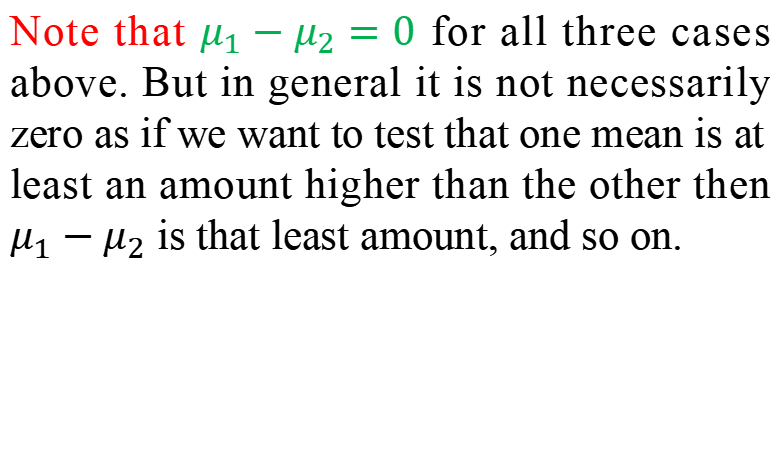 Note that μ₁ − μ₂ = 0 for all three cases
above. But in general it is not necessarily
zero as if we want to test that one mean is at
least an amount higher than the other then
μ₁ − μ₂ is that least amount, and so on.